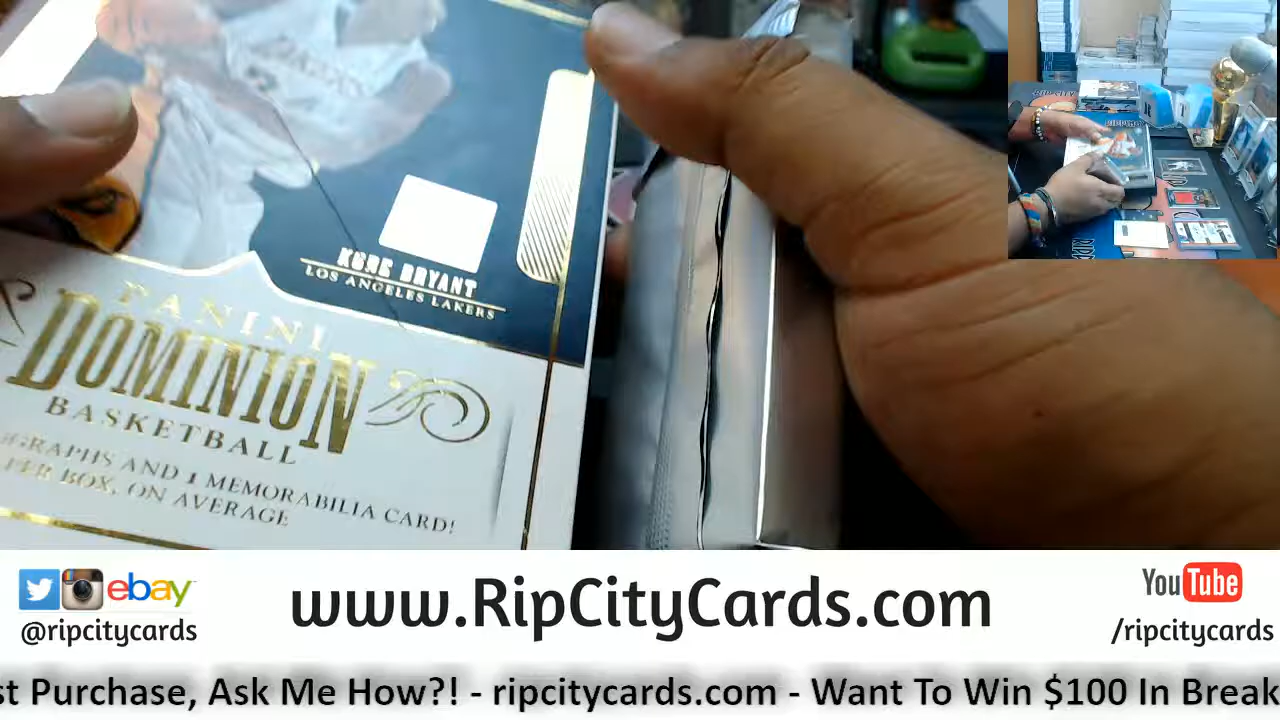 KOBE BRYANT
LOS ANGELES LAKERS
PANINI
DOMINION
BASKETBALL
GRAPHS AND 1 MEMORABILIA CARD!
PER BOX, ON AVERAGE
ebay
@ripcitycards
www.RipCityCards.com
YouTube
/ripcitycards
st Purchase, Ask Me How?! - ripcitycards.com - Want To Win $100 In Break